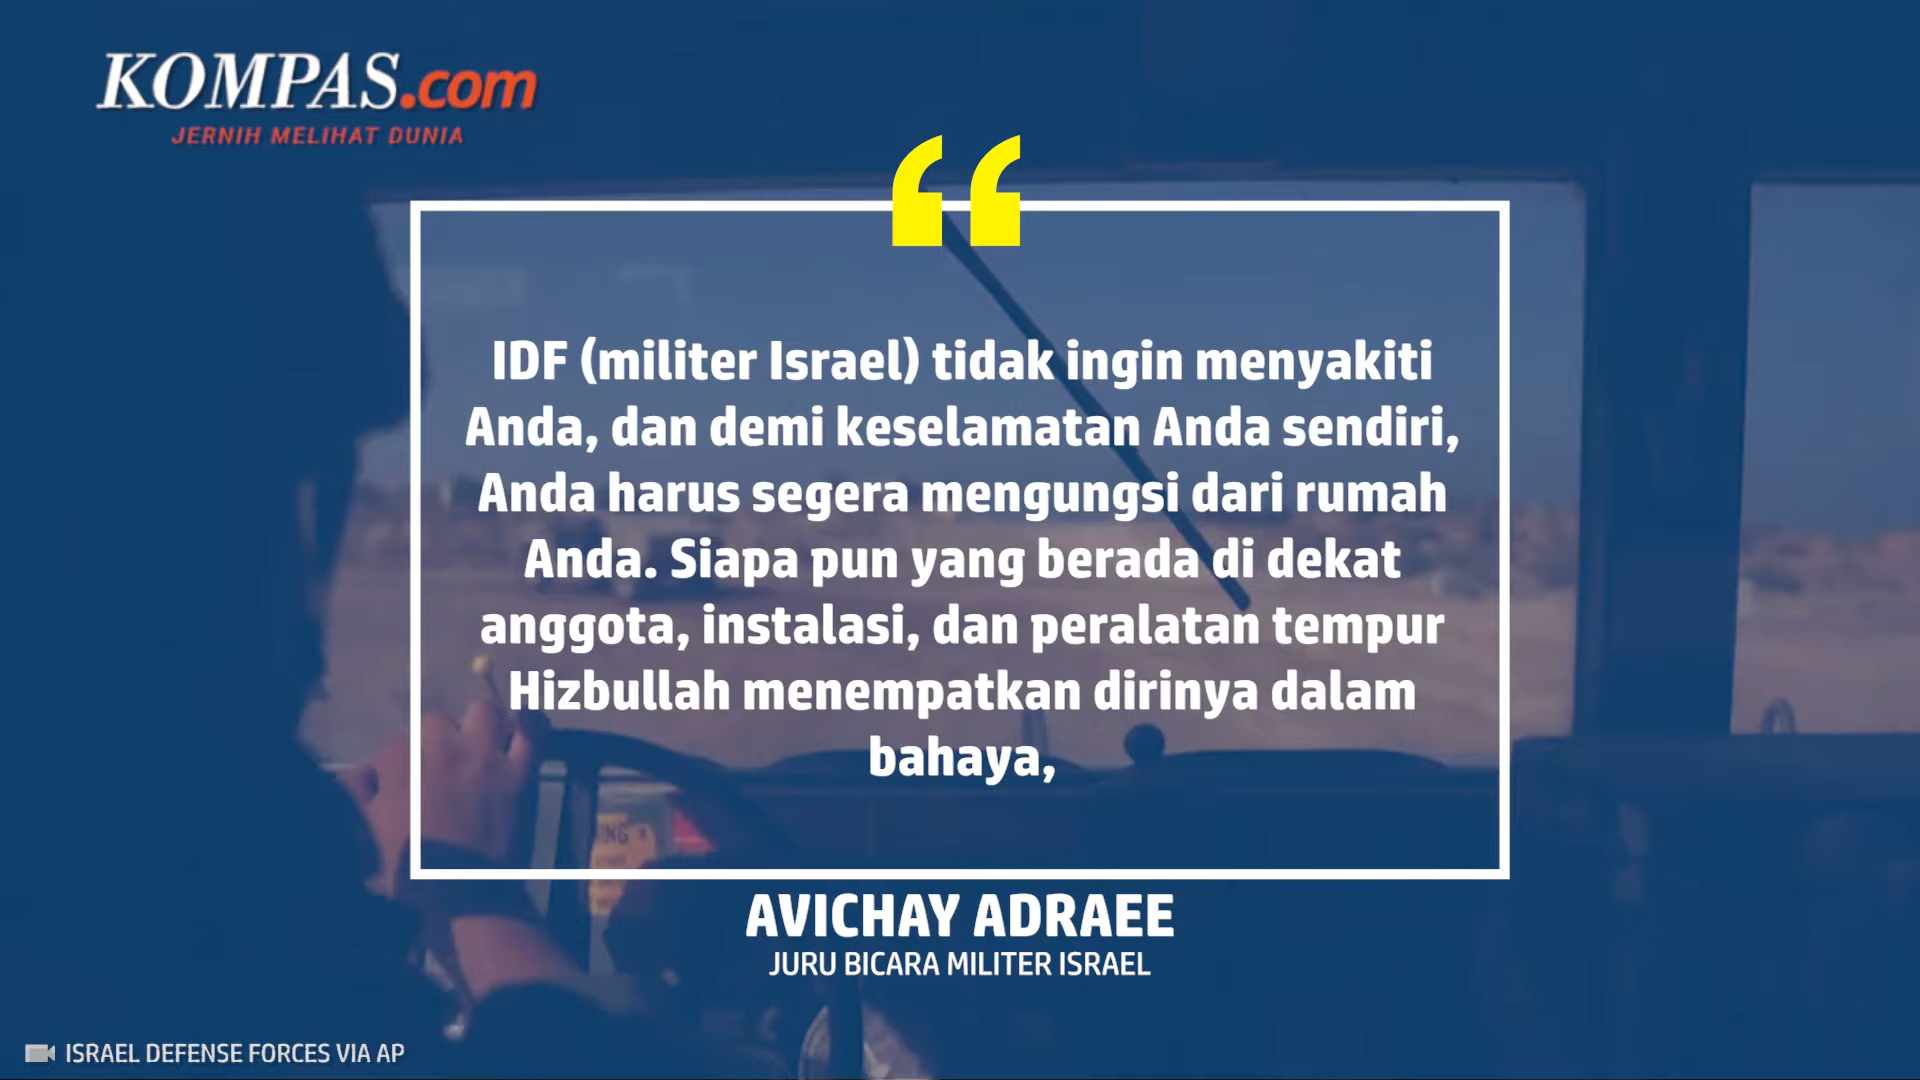 KOMPAS.com
JERNIH MELIHAT DUNIA
IDF (militer Israel) tidak ingin menyakiti
Anda, dan demi keselamatan Anda sendiri,
Anda harus segera mengungsi dari rumah
Anda. Siapa pun yang berada di dekat
anggota, instalasi, dan peralatan tempur
Hizbullah menempatkan dirinya dalam
bahaya,
AVICHAY ADRAEE
JURU BICARA MILITER ISRAEL
ISRAEL DEFENSE FORCES VIA AP